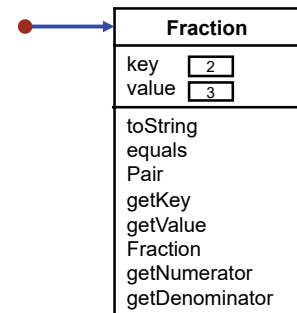 Fraction
key 2
value 3
toString
equals
Pair
getKey
getValue
Fraction
getNumerator
getDenominator